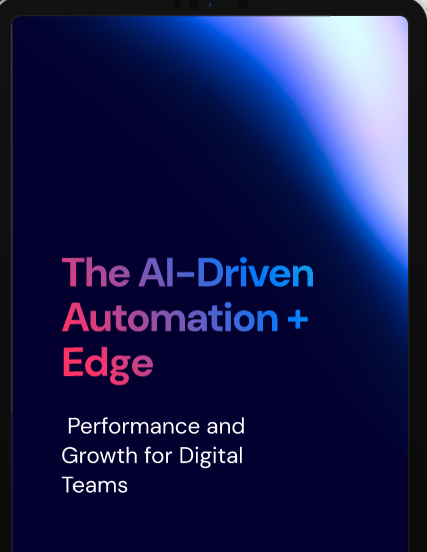 The AI-Driven
Automation +
Edge
Performance and
Growth for Digital
Teams